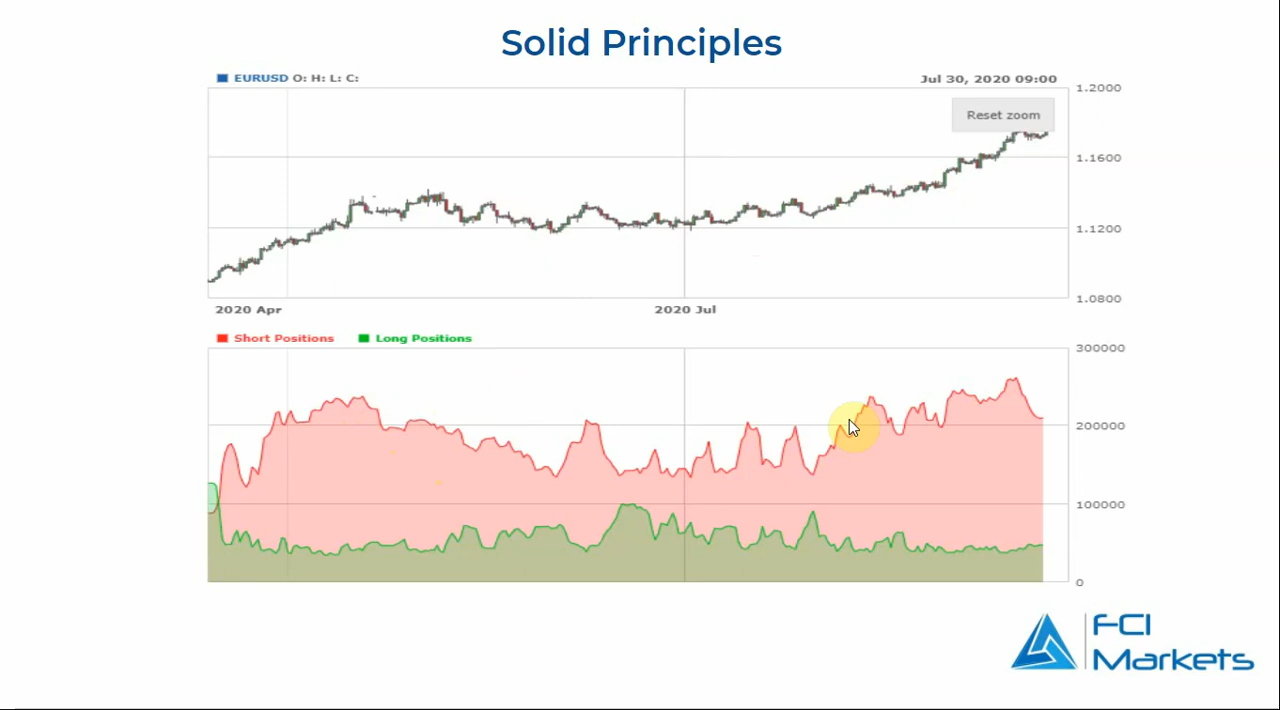 Solid Principles
EURUSD O: H: L: C:
Jul 30, 2020 09:00
Reset zoom
1.2000
1.1600
1.1200
1.0800
2020 Apr
2020 Jul
Short Positions
Long Positions
300000
200000
100000
0
FCI
Markets